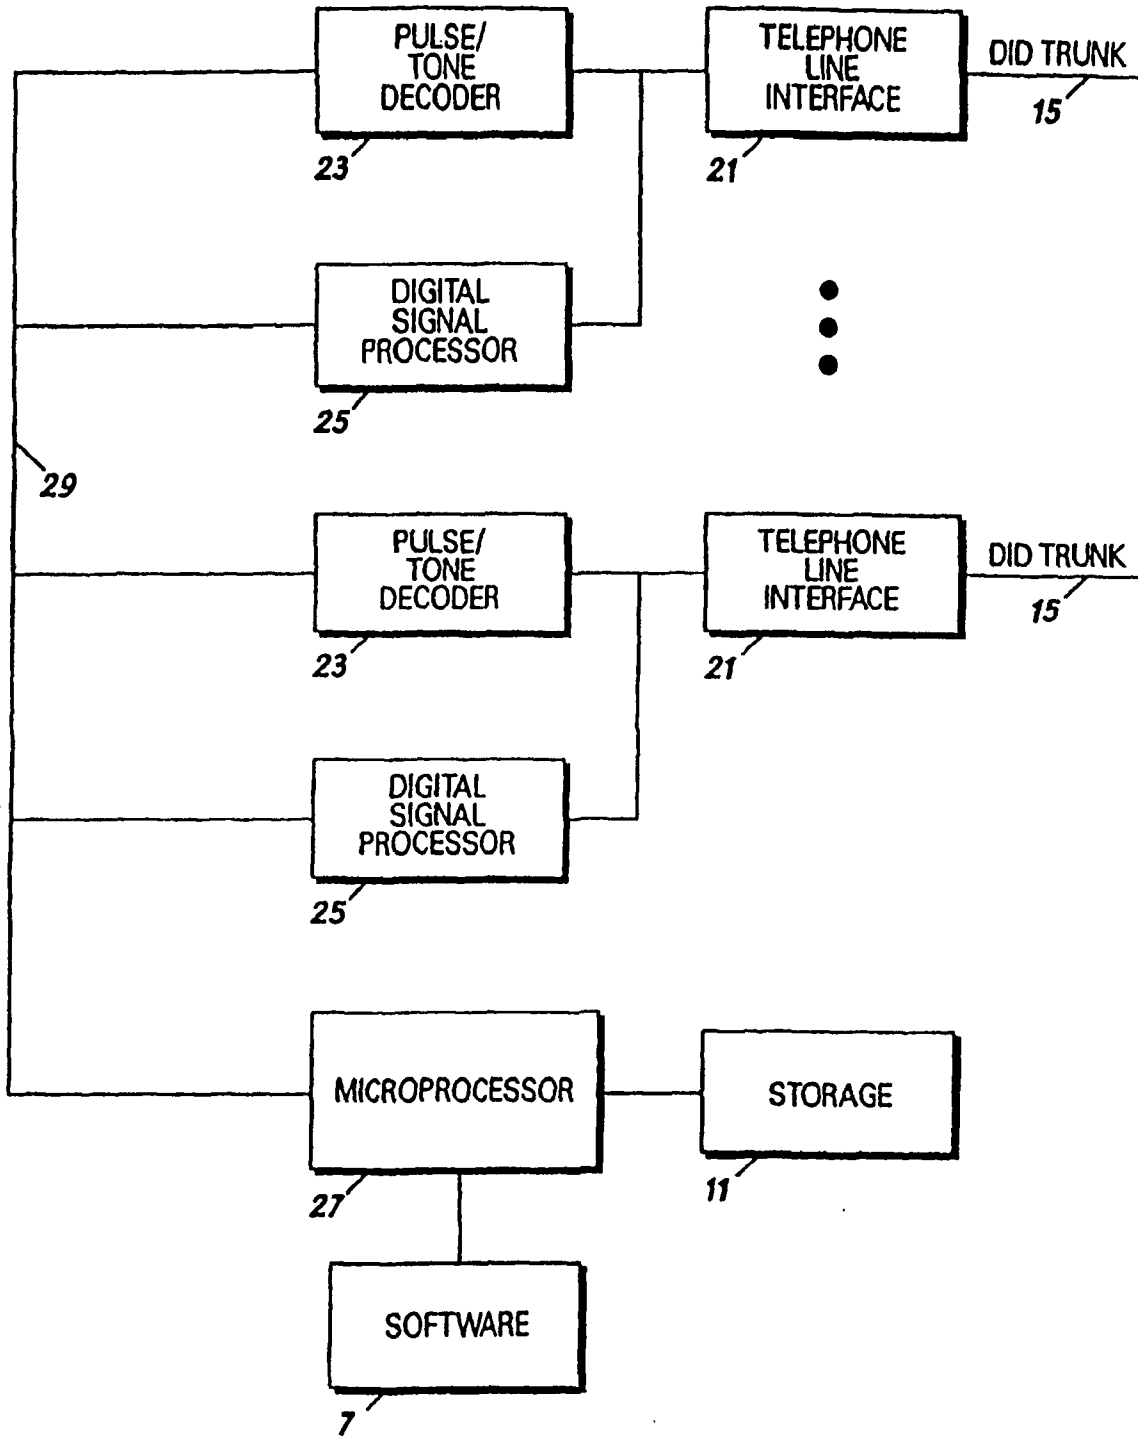 PULSE/
TONE
DECODER
23
TELEPHONE
LINE
INTERFACE
21
DID TRUNK
15
DIGITAL
SIGNAL
PROCESSOR
25
29
PULSE/
TONE
DECODER
23
TELEPHONE
LINE
INTERFACE
21
DID TRUNK
15
DIGITAL
SIGNAL
PROCESSOR
25
MICROPROCESSOR
27
STORAGE
11
SOFTWARE
7